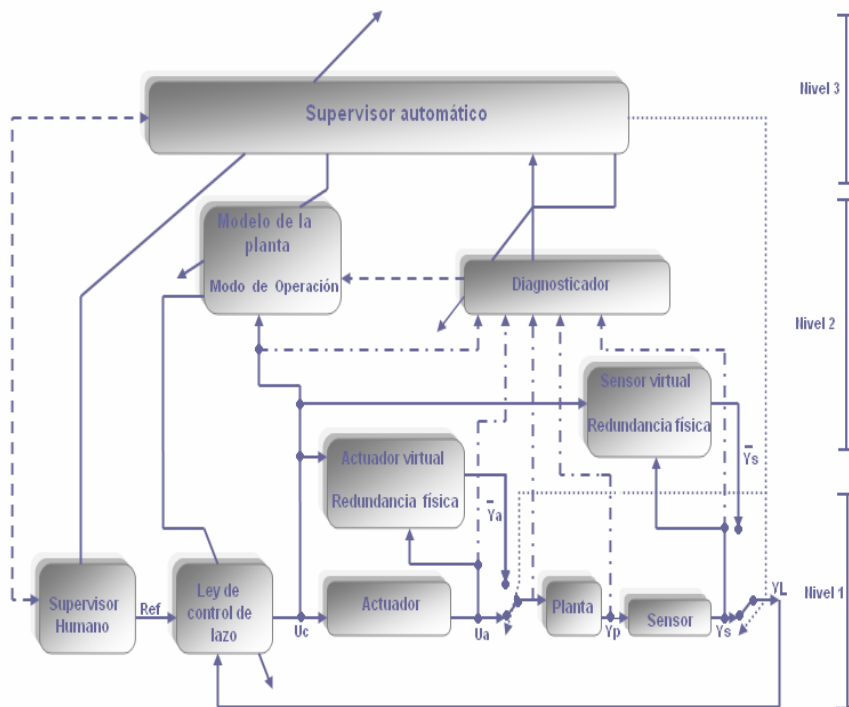 Nivel 3
Supervisor automático
Modelo de la
planta
Modo de Operación
Diagnosticador
Nivel 2
Sensor virtual
Redundancia física
Actuador virtual
Redundancia física
Ys
Ya
Nivel 1
Supervisor
Humano
Ref
Ley de
control de
lazo
Uc
Actuador
Ua
Planta
Yp
Sensor
Ys
YL